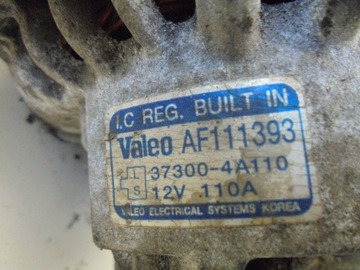 I.C REG. BUILT IN
Valeo AF111393
L S 37300-4A110
12V 110A
VALEO ELECTRICAL SYSTEMS KOREA